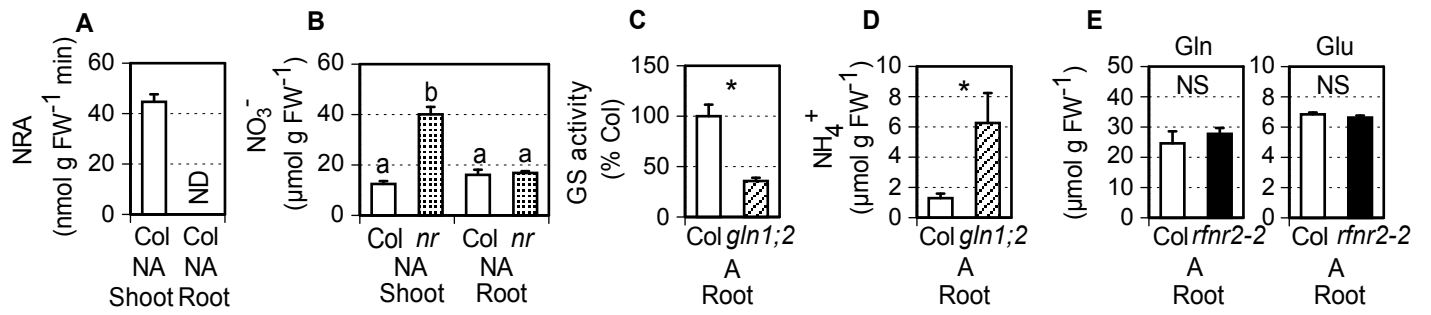 A
NRA
(nmol g FW⁻¹ min)
60
40
20
0
ND
Col Col
NA NA
Shoot Root
B
NO₃⁻
(µmol g FW⁻¹)
60
40
20
0
a b a a
Col nr Col nr
NA NA
Shoot Root
C
GS activity
(% Col)
150
100
50
0
*
Col gln1;2
A
Root
D
NH₄⁺
(µmol g FW⁻¹)
10
8
6
4
2
0
*
Col gln1;2
A
Root
E
Gln
(µmol g FW⁻¹)
50
40
30
20
10
0
NS
Col rfnr2-2
A
Root
Glu
10
8
6
4
2
0
NS
Col rfnr2-2
A
Root